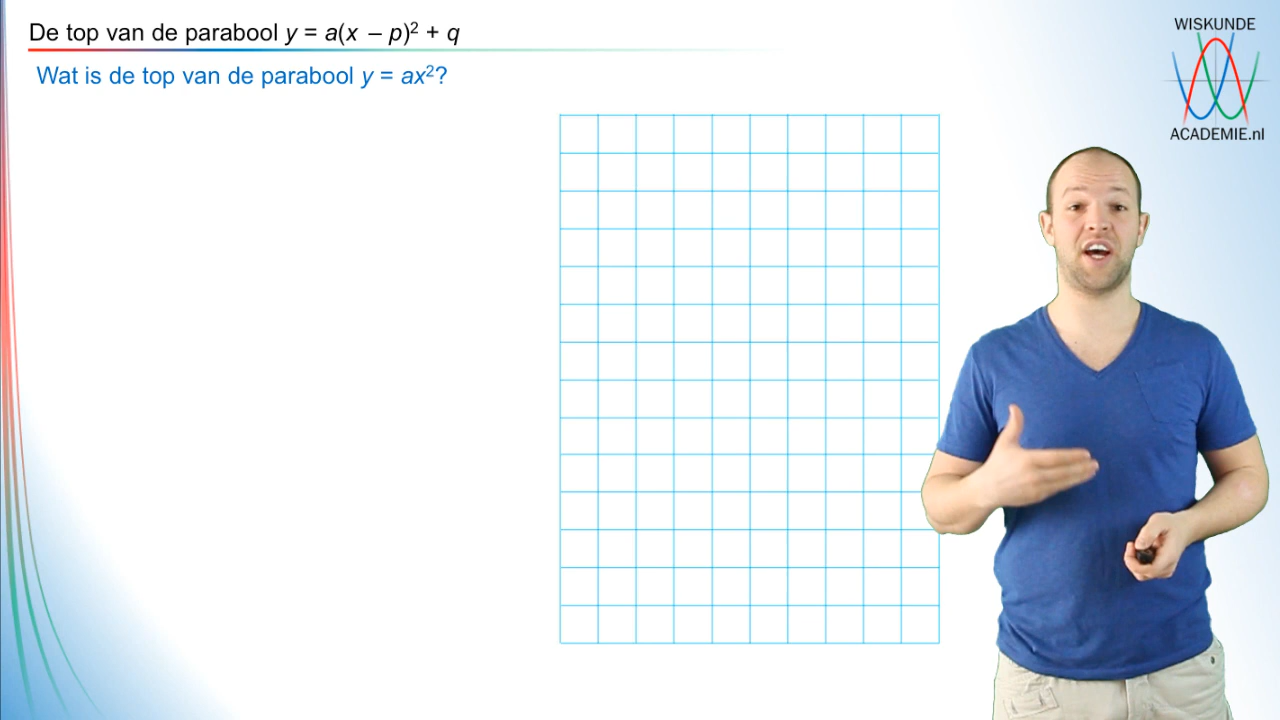 De top van de parabool y = a(x – p)² + q
Wat is de top van de parabool y = ax²?
WISKUNDE
ACADEMIE.nl